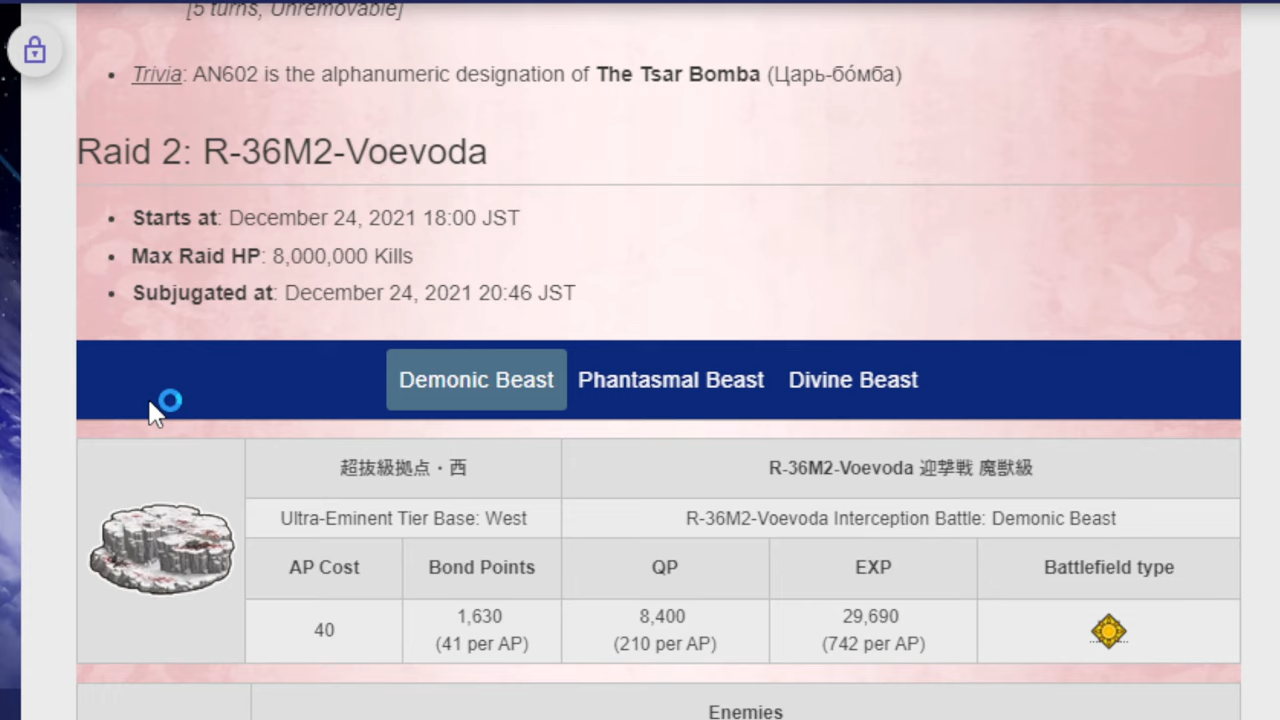 [5 turns, Unremovable]
• Trivia: AN602 is the alphanumeric designation of The Tsar Bomba (Царь-бо́мба)
Raid 2: R-36M2-Voevoda
• Starts at: December 24, 2021 18:00 JST
• Max Raid HP: 8,000,000 Kills
• Subjugated at: December 24, 2021 20:46 JST
Demonic Beast Phantasmal Beast Divine Beast
超抜級拠点・西 R-36M2-Voevoda 迎撃戦 魔獣級
Ultra-Eminent Tier Base: West R-36M2-Voevoda Interception Battle: Demonic Beast
AP Cost Bond Points QP EXP Battlefield type
40 1,630 8,400 29,690
(41 per AP) (210 per AP) (742 per AP)
Enemies